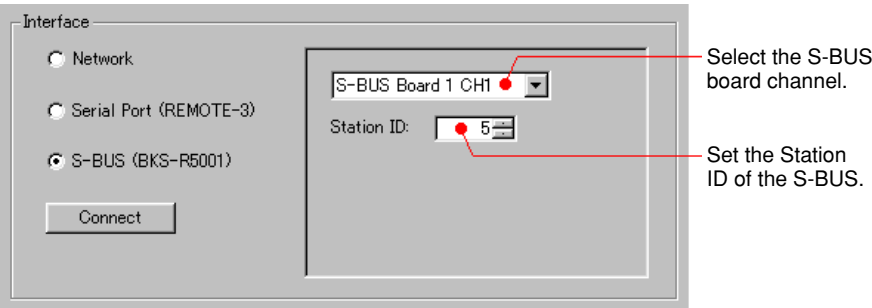 Interface
Network
Serial Port (REMOTE-3)
S-BUS (BKS-R5001)
Connect
S-BUS Board 1 CH1
Station ID: 5
Select the S-BUS
board channel.
Set the Station
ID of the S-BUS.